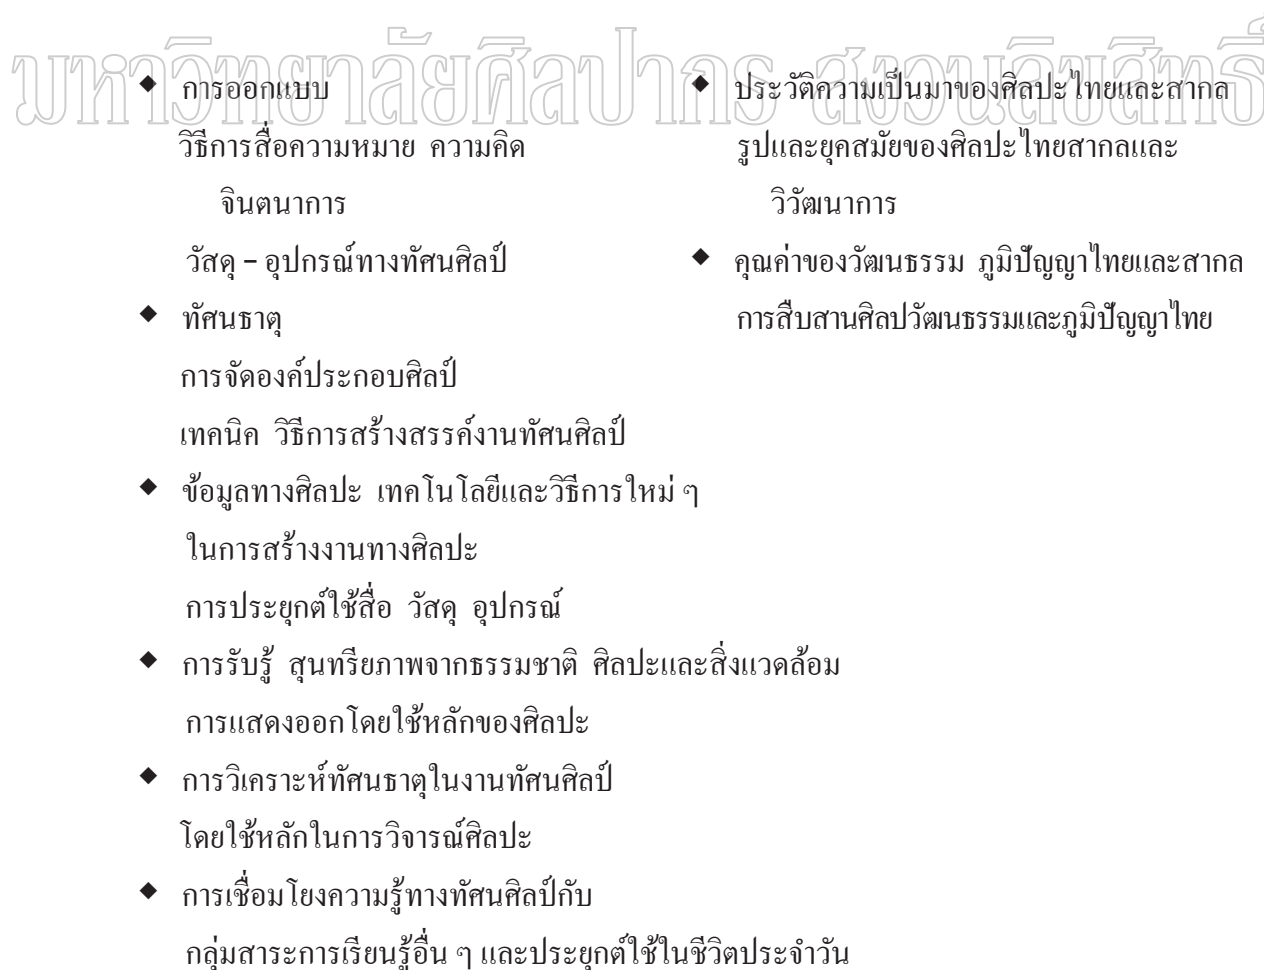 มหาวิทยาลัยศิลปากร สงวนลิขสิทธิ์
◆ การออกแบบ
วิธีการสื่อความหมาย ความคิด
จินตนาการ
วัสดุ – อุปกรณ์ทางทัศนศิลป์
◆ ทัศนธาตุ
การจัดองค์ประกอบศิลป์
เทคนิค วิธีการสร้างสรรค์งานทัศนศิลป์
◆ ข้อมูลทางศิลปะ เทคโนโลยีและวิธีการใหม่ ๆ
ในการสร้างงานทางศิลปะ
การประยุกต์ใช้สื่อ วัสดุ อุปกรณ์
◆ การรับรู้ สุนทรียภาพจากธรรมชาติ ศิลปะและสิ่งแวดล้อม
การแสดงออกโดยใช้หลักของศิลปะ
◆ การวิเคราะห์ทัศนธาตุในงานทัศนศิลป์
โดยใช้หลักในการวิจารณ์ศิลปะ
◆ การเชื่อมโยงความรู้ทางทัศนศิลป์กับ
กลุ่มสาระการเรียนรู้อื่น ๆ และประยุกต์ใช้ในชีวิตประจำวัน
◆ ประวัติความเป็นมาของศิลปะไทยและสากล
รูปและยุคสมัยของศิลปะไทยสากลและ
วิวัฒนาการ
◆ คุณค่าของวัฒนธรรม ภูมิปัญญาไทยและสากล
การสืบสานศิลปวัฒนธรรมและภูมิปัญญาไทย